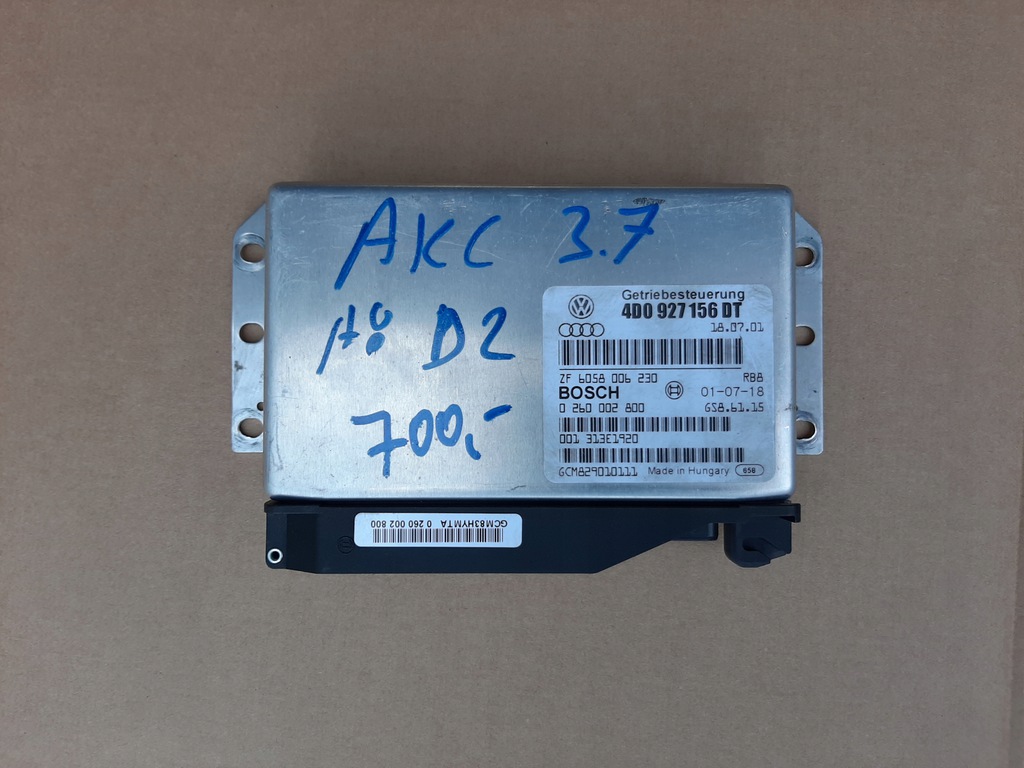 AKC 3.7
A8 D2
700,-
Getriebesteuerung
4D0 927 156 DT
18.07.01
ZF 6058 006 230 RB8
BOSCH 01-07-18
0 260 002 800 GS8.61.15
001 313E1920
GCM829010111 Made in Hungary 656
GCM83HYMTA 0 260 002 800